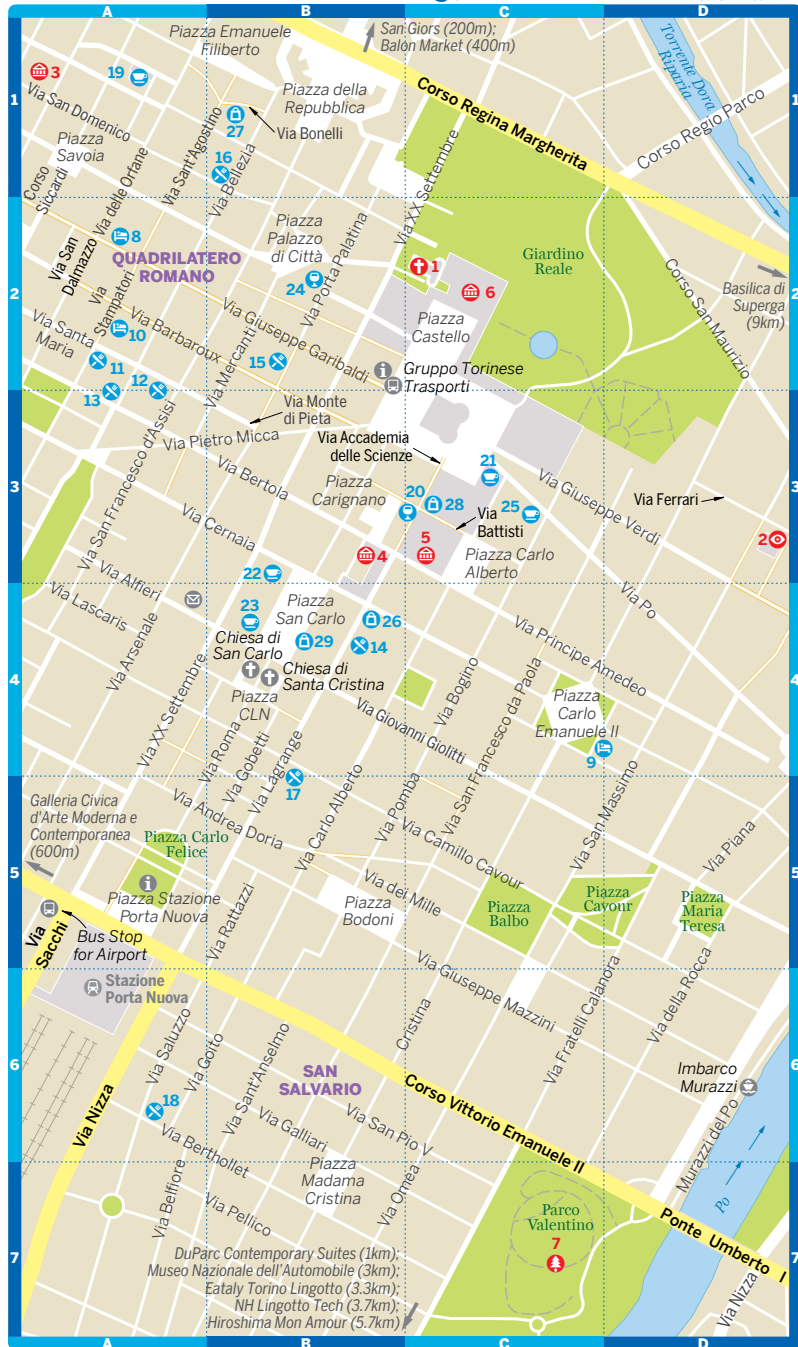 A
B
C
D
Piazza Emanuele
Filiberto
San Giors (200m);
Balon Market (400m)
Torrente Dora
Riparia
3
19
Via San Domenico
Piazza della
Repubblica
Corso Regina Margherita
1
1
27
Via Bonelli
Corso Regio Parco
Piazza
Savoia
Via Sant'Agostino
16
Via Bellezia
Corso
Siccardi
Via delle Orfane
Via XX Settembre
8
QUADRILATERO
ROMANO
Via San
Dalmazzo
Piazza
Palazzo
di Città
Via Porta Palatina
1
Giardino
Reale
24
6
2
2
Via
Stampatori
Piazza
Castello
Corso San Maurizio
Basilica di
Superga
(9km)
Via Santa
Maria
10
Via Barbaroux
Via Giuseppe Garibaldi
11
15
Via Mercanti
Gruppo Torinese
Trasporti
13
12
Via Monte
di Pieta
Via San Francesco d'Assisi
Via Pietro Micca
Via Accademia
delle Scienze
Via Bertola
Piazza
Carignano
21
20
28
25
Via Giuseppe Verdi
Via Ferrari
3
3
Via
Battisti
2
Via Cernaia
4
5
Piazza Carlo
Alberto
Via Alfieri
22
Via Po
Via Lascaris
23
Piazza
San Carlo
26
Chiesa di
San Carlo
29
14
Via Principe Amedeo
Via Arsenale
Chiesa di
Santa Cristina
4
4
Via XX Settembre
Piazza
CLN
Via Giovanni Giolitti
Via Bogino
Via San Francesco da Paola
Piazza
Carlo
Emanuele II
9
Via Roma
Via Gobetti
Via Lagrange
17
Via Carlo Alberto
Via Pomba
Via San Massimo
Galleria Civica
d'Arte Moderna e
Contemporanea
(600m)
Via Andrea Doria
Piazza Carlo
Felice
Via Camillo Cavour
Via Plana
5
5
Piazza Stazione
Porta Nuova
Via Rattazzi
Via dei Mille
Piazza
Bodoni
Piazza
Balbo
Piazza
Cavour
Piazza
Maria
Teresa
Via
Sacchi
Bus Stop
for Airport
Stazione
Porta Nuova
Via Giuseppe Mazzini
Via Fratelli Calandra
Via della Rocca
Cristina
Via Saluzzo
Via Goito
Via Sant'Anselmo
SAN
SALVARIO
Corso Vittorio Emanuele II
Imbarco
Murazzi
6
6
Via Nizza
18
Via Galliari
Via San Pio V
Murazzi del Po
Via Berthollet
Via Belfiore
Piazza
Madama
Cristina
Via Omea
Po
Via Pellico
Parco
Valentino
7
Ponte Umberto I
7
7
DuParc Contemporary Suites (1km);
Museo Nazionale dell'Automobile (3km);
Eataly Torino Lingotto (3.3km);
NH Lingotto Tech (3.7km);
Hiroshima Mon Amour (5.7km)
Via Nizza
A
B
C
D